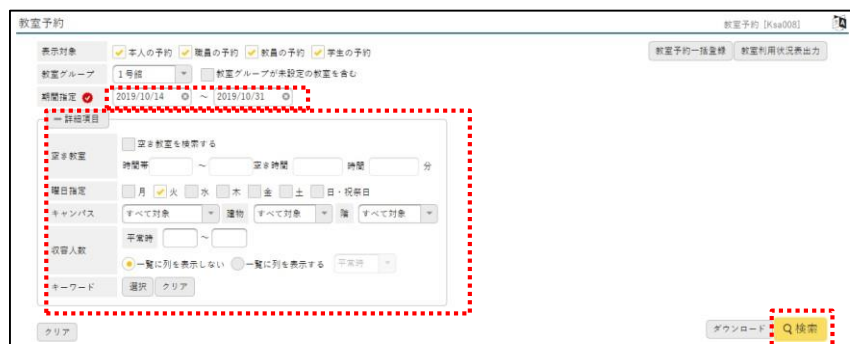 教室予約 教室予約 [Ksa008]
表示対象 本人の予約 職員の予約 教員の予約 学生の予約 教室予約一括登録 教室利用状況表出力
教室グループ 1号館 教室グループが未設定の教室を含む
期間指定 2019/10/14 ～ 2019/10/31
ー 詳細項目
空き教室 空き教室を検索する
時間帯 ～ 空き時間 時間 分
曜日指定 月 火 水 木 金 土 日・祝祭日
キャンパス すべて対象 建物 すべて対象 階 すべて対象
収容人数 平常時 ～
一覧に列を表示しない 一覧に列を表示する 平常時
キーワード 選択 クリア
クリア ダウンロード 検索